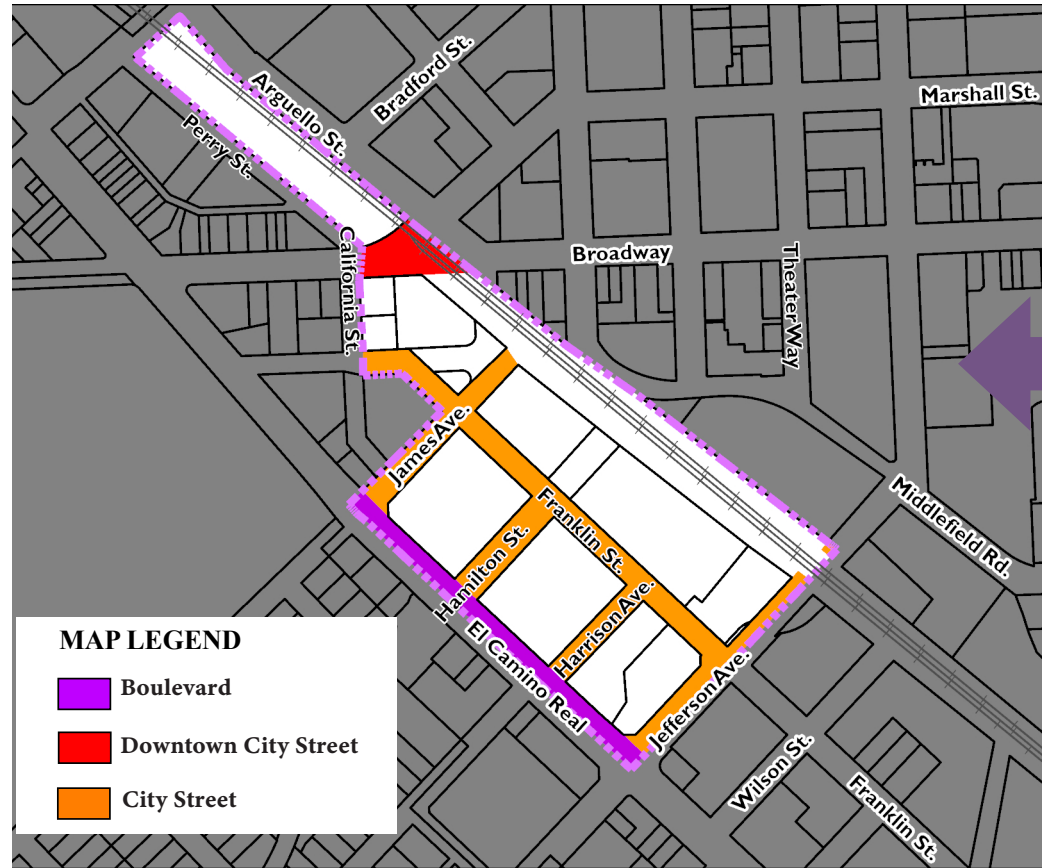 Bradford St.
Arguello St.
Marshall St.
Perry St.
California St.
Broadway
Theater Way
James Ave.
Middlefield Rd.
Franklin St.
Hamilton St.
Harrison Ave.
El Camino Real
Jefferson Ave.
Wilson St.
Franklin St.
MAP LEGEND
Boulevard
Downtown City Street
City Street